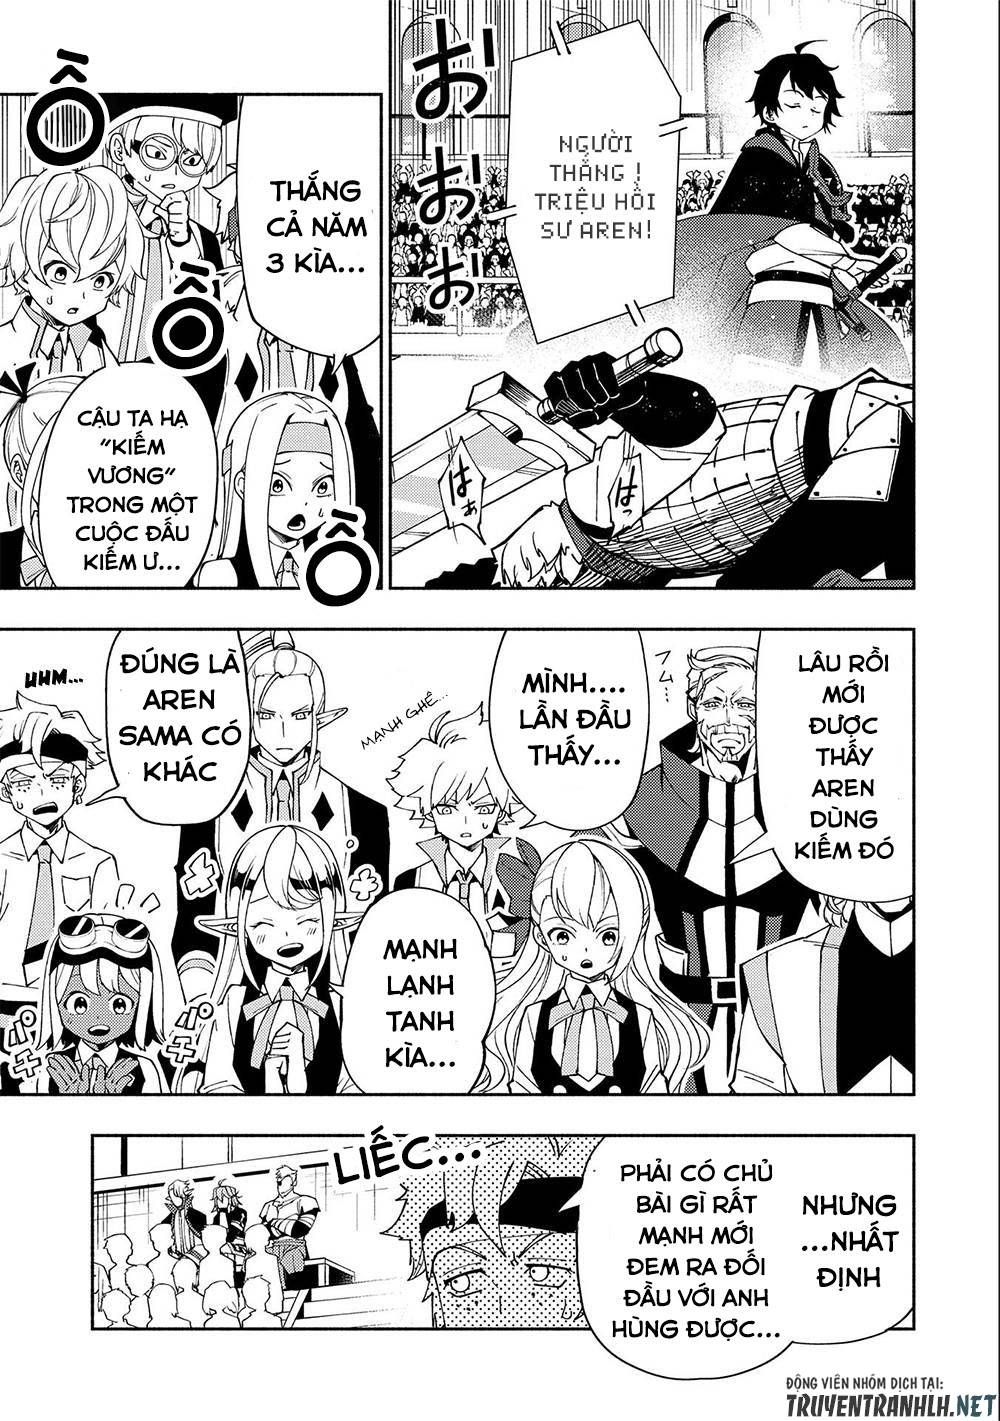 お
お
お
NGƯỜI
THẮNG !
TRIỆU HỒI
SƯ AREN!
はぁ
はぁ
THẮNG
CẢ NĂM
3 KÌA...
Ồ
Ồ
Ồ
CẬU TA HẠ
“KIẾM
VƯƠNG”
TRONG MỘT
CUỘC ĐẤU
KIẾM Ư...
LÂU RỒI
MỚI
ĐƯỢC
THẤY
AREN
DÙNG
KIẾM ĐÓ
フム…
MÌNH....
LẦN ĐẦU
THẤY...
MẠNH GHÊ...
MẠNH
LẠNH
TANH
KÌA...
ĐÚNG LÀ
AREN
SAMA CÓ
KHÁC
HHM...
パチ
パチ
NHƯNG
...NHẤT
ĐỊNH
PHẢI CÓ CHỦ
BÀI GÌ RẤT
MẠNH MỚI
ĐEM RA ĐỐI
ĐẦU VỚI ANH
HÙNG ĐƯỢC...
LIẾC...
ĐỘNG VIÊN NHÓM DỊCH TẠI:
TRUYENTRANHLH.NET